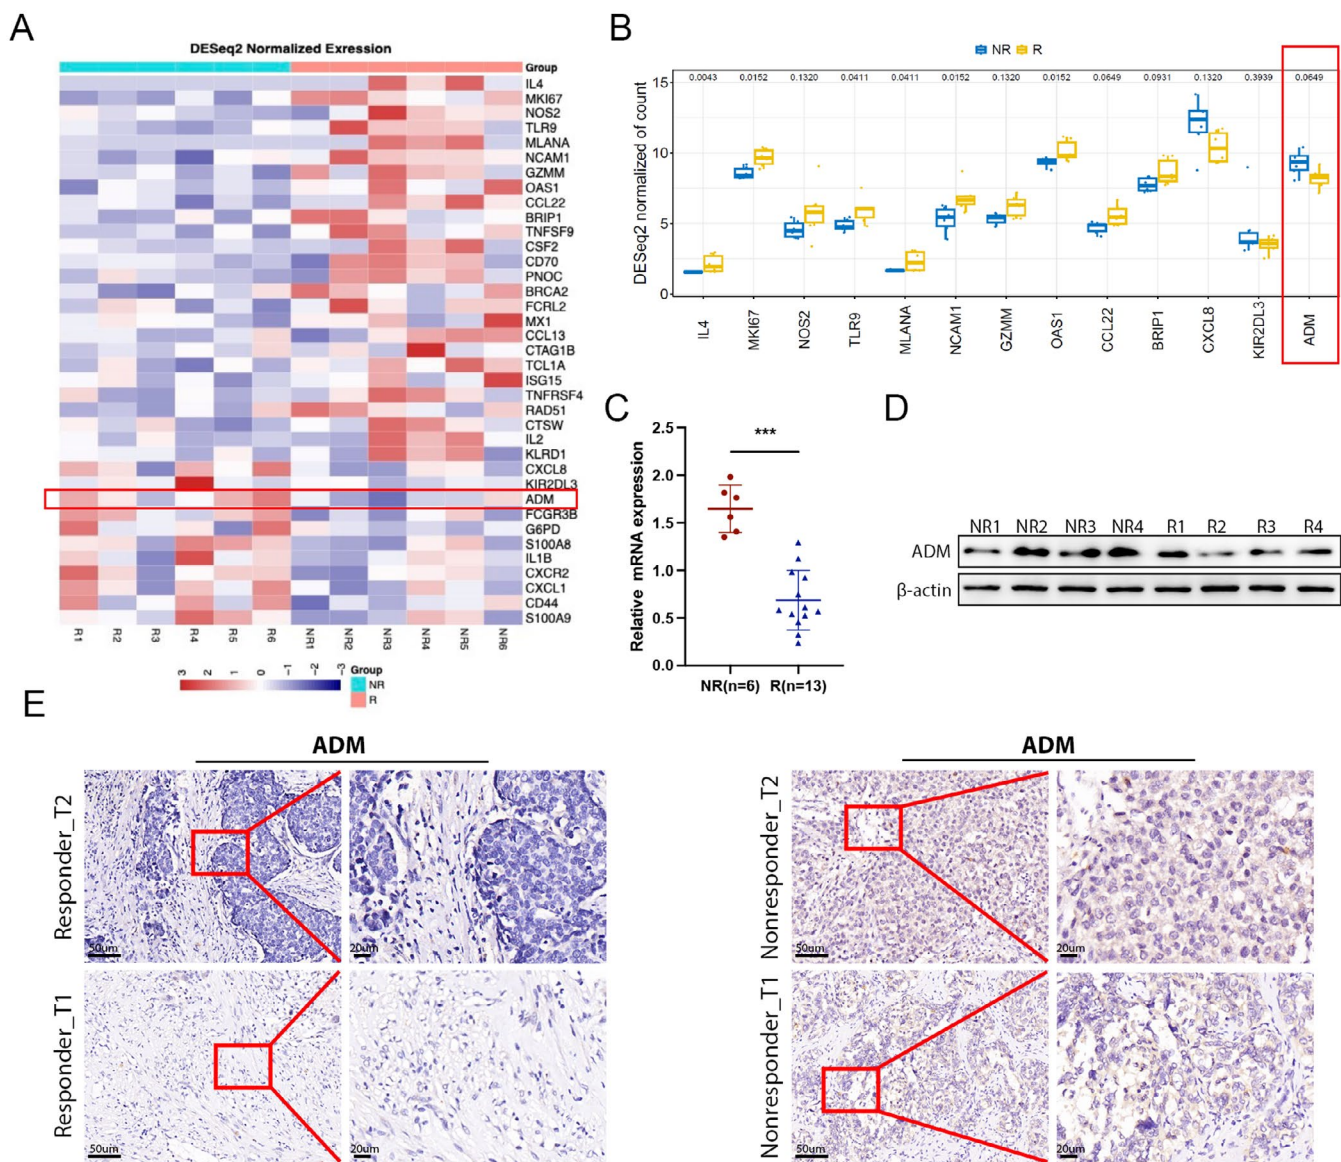 A
DESeq2 Normalized Exression
Group
IL4
MKI67
NOS2
TLR9
MLANA
NCAM1
GZMM
OAS1
CCL22
BRIP1
TNFSF9
CSF2
CD70
PNOC
BRCA2
FCRL2
MX1
CCL13
CTAG1B
TCL1A
ISG15
TNFRSF4
RAD51
CTSW
IL2
KLRD1
CXCL8
KIR2DL3
ADM
FCGR3B
G6PD
S100A8
IL1B
CXCR2
CXCL1
CD44
S100A9
R1 R2 R3 R4 R5 R6 NR1 NR2 NR3 NR4 NR5 NR6
3 2 1 0 -1 -2 -3
Group
NR
R
B
NR R
0.0043 0.0152 0.1320 0.0411 0.0411 0.0152 0.1320 0.0152 0.0649 0.0931 0.1320 0.3939 0.0649
DESeq2 normalized of count
15
10
5
0
IL4 MKI67 NOS2 TLR9 MLANA NCAM1 GZMM OAS1 CCL22 BRIP1 CXCL8 KIR2DL3 ADM
C
Relative mRNA expression
2.5
2.0
1.5
1.0
0.5
0.0
***
NR(n=6) R(n=13)
D
NR1 NR2 NR3 NR4 R1 R2 R3 R4
ADM
β-actin
E
ADM
Responder_T2
50um
20um
Responder_T1
50um
20um
ADM
Nonresponder_T2
50um
20um
Nonresponder_T1
50um
20um